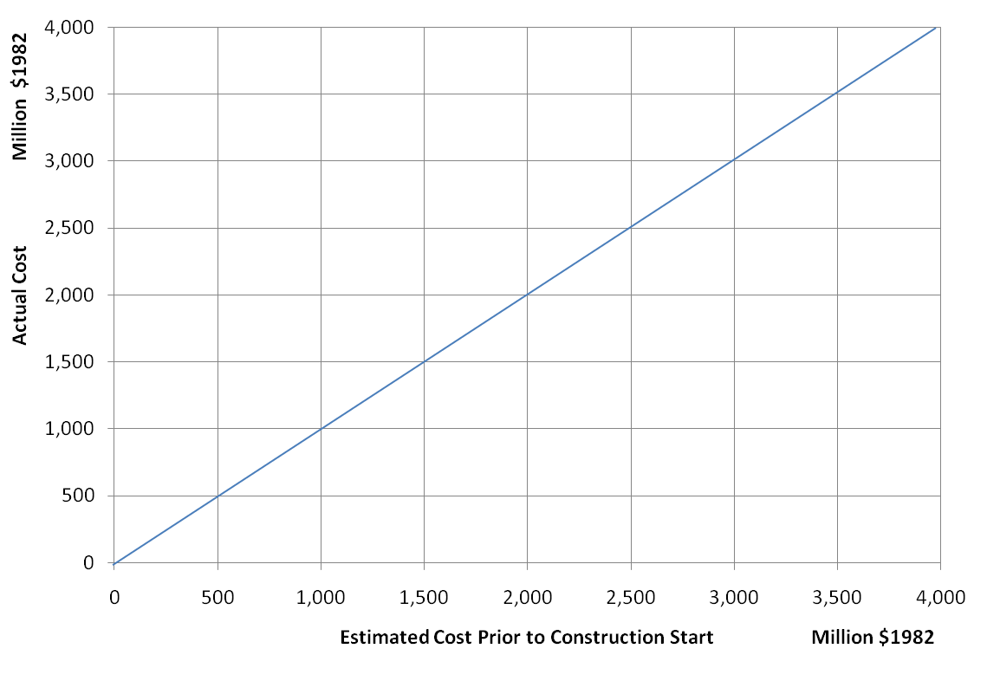 Million $1982
Actual Cost
4,000
3,500
3,000
2,500
2,000
1,500
1,000
500
0
0 500 1,000 1,500 2,000 2,500 3,000 3,500 4,000
Estimated Cost Prior to Construction Start Million $1982